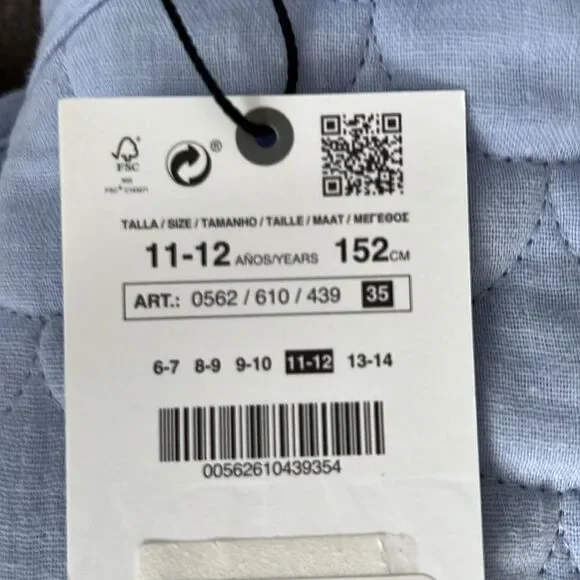 FSC
MIX
®
TALLA / SIZE / TAMANHO / TAILLE / MAAT / ΜΕΓΕΘΟΣ
11-12 AÑOS/YEARS 152CM
ART.: 0562 / 610 / 439 35
6-7 8-9 9-10 11-12 13-14
00562610439354